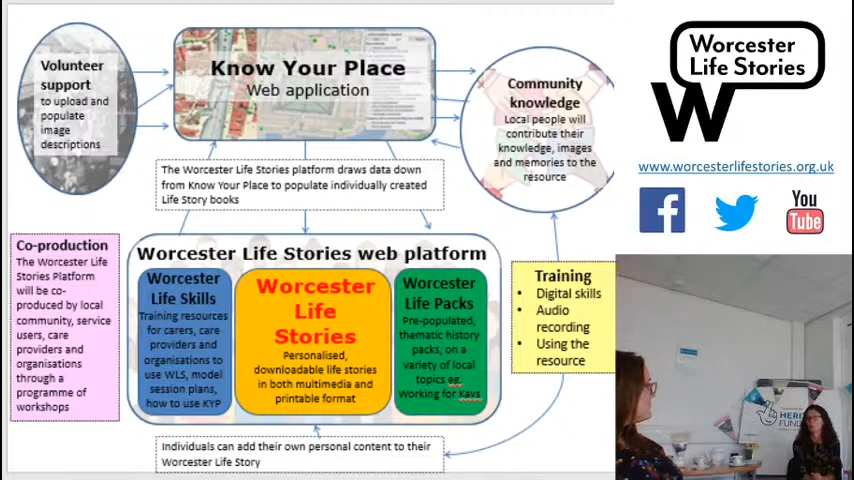 Volunteer
support
to upload and
populate
image
descriptions
Know Your Place
Web application
Community
knowledge
Local people will
contribute their
knowledge, images
and memories to the
resource
The Worcester Life Stories platform draws data down
from Know Your Place to populate individually created
Life Story books
Co-production
The Worcester Life
Stories Platform
will be co-
produced by local
community, service
users, care
providers and
organisations
through a
programme of
workshops
Worcester Life Stories web platform
Worcester
Life Skills
Training resources
for carers, care
providers and
organisations to
use WLS, model
session plans,
how to use KYP
Worcester
Life
Stories
Personalised,
downloadable life stories
in both multimedia and
printable format
Worcester
Life Packs
Pre-populated,
thematic history
packs, on a
variety of local
topics eg.
Working for Kays
Training
• Digital skills
• Audio
recording
• Using the
resource
Individuals can add their own personal content to their
Worcester Life Story
Worcester
Life Stories
W
www.worcesterlifestories.org.uk
f
You
Tube
HERI
FUND